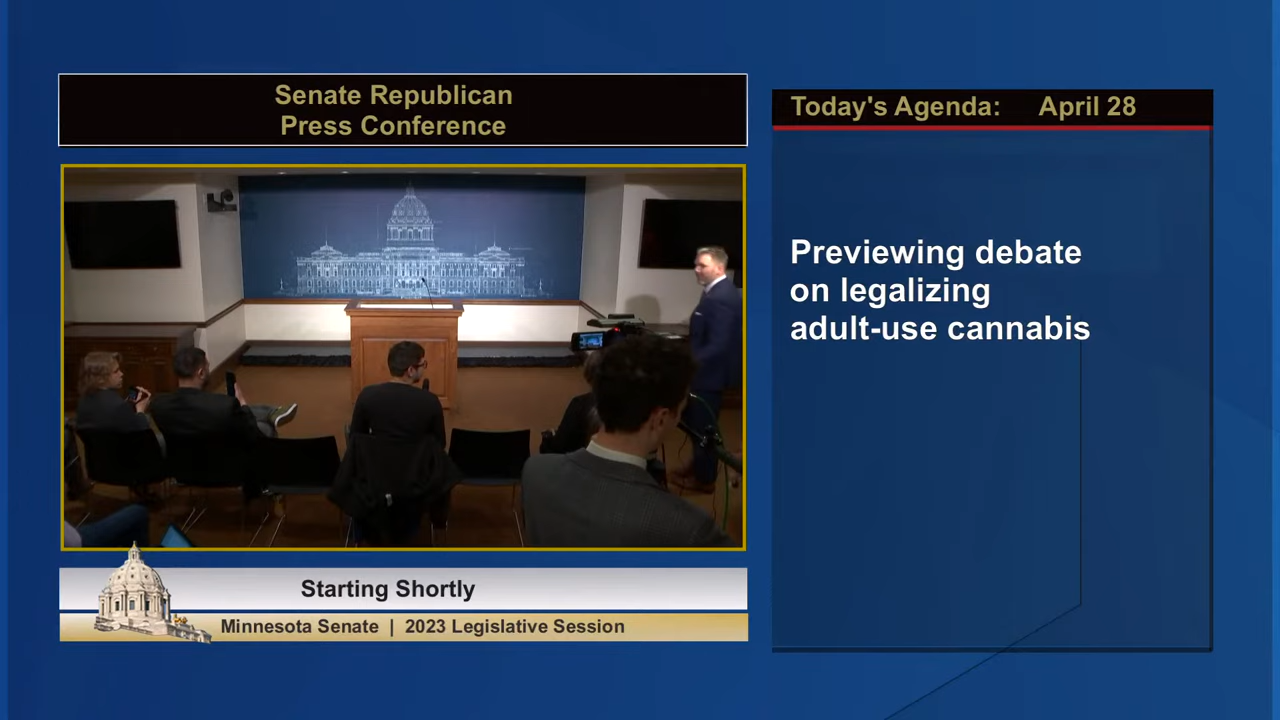 Senate Republican
Press Conference
Today's Agenda: April 28
Previewing debate
on legalizing
adult-use cannabis
Starting Shortly
Minnesota Senate | 2023 Legislative Session